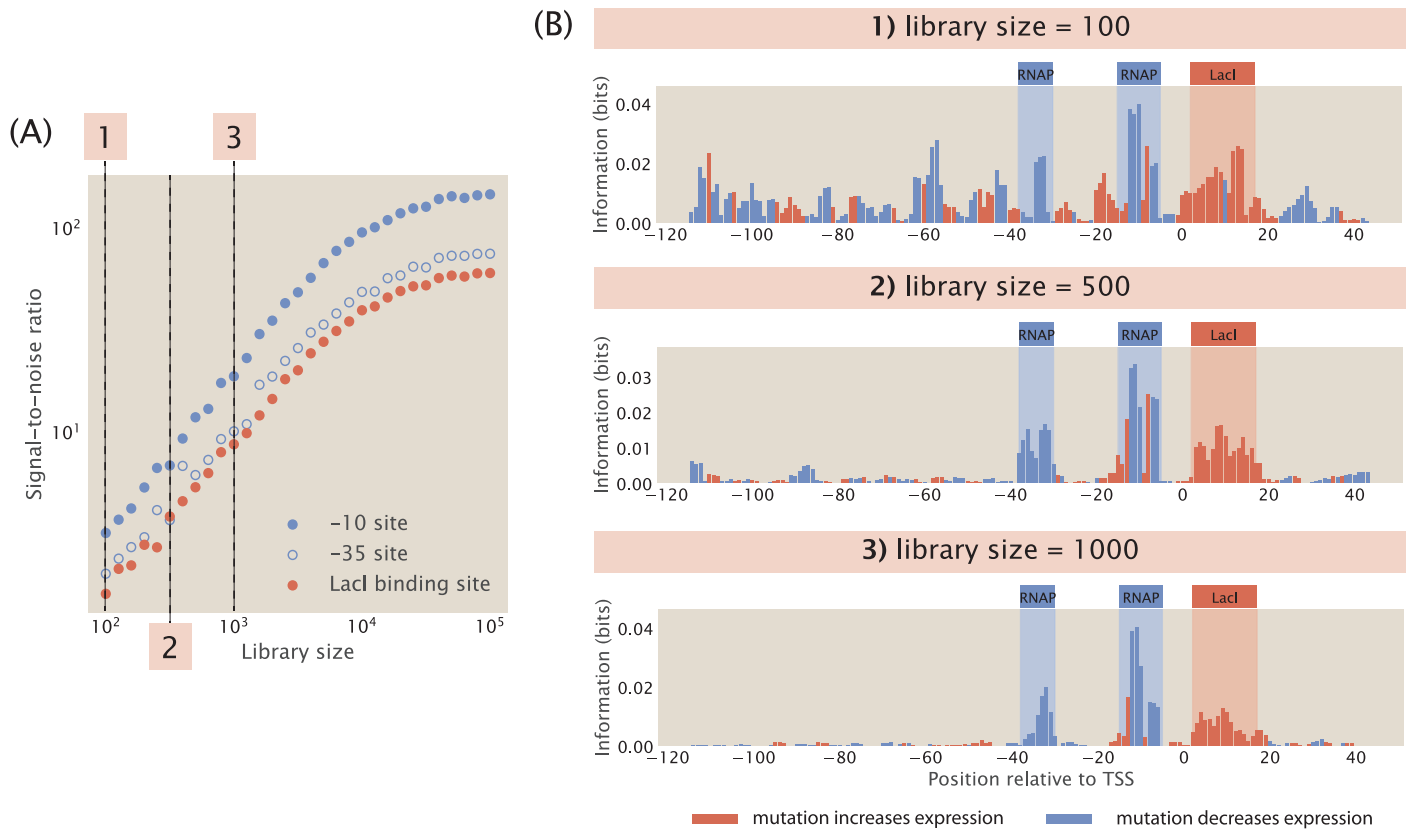 (A)
1
3
10²
10¹
Signal-to-noise ratio
-10 site
-35 site
LacI binding site
10² 10³ 10⁴ 10⁵
2
Library size
(B)
1) library size = 100
RNAP RNAP LacI
Information (bits)
0.04
0.02
0.00
−120 −100 −80 −60 −40 −20 0 20 40
2) library size = 500
RNAP RNAP LacI
Information (bits)
0.03
0.02
0.01
0.00
−120 −100 −80 −60 −40 −20 0 20 40
3) library size = 1000
RNAP RNAP LacI
Information (bits)
0.04
0.02
0.00
−120 −100 −80 −60 −40 −20 0 20 40
Position relative to TSS
mutation increases expression mutation decreases expression